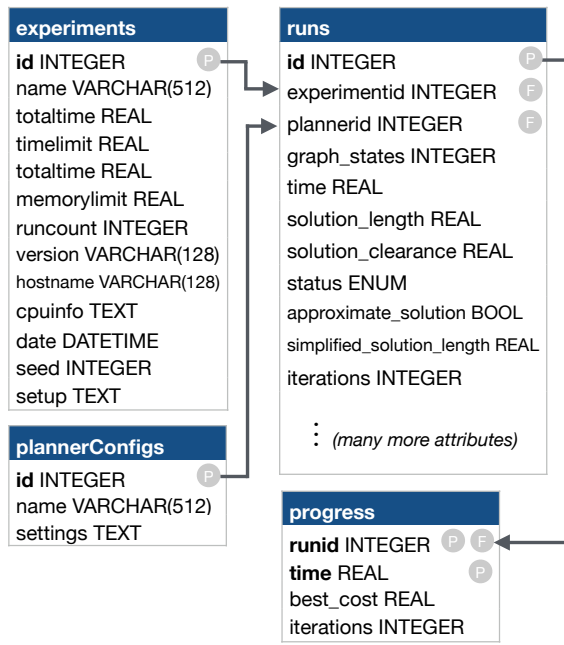 experiments
id INTEGER P
name VARCHAR(512)
totaltime REAL
timelimit REAL
totaltime REAL
memorylimit REAL
runcount INTEGER
version VARCHAR(128)
hostname VARCHAR(128)
cpuinfo TEXT
date DATETIME
seed INTEGER
setup TEXT
plannerConfigs
id INTEGER P
name VARCHAR(512)
settings TEXT
runs
id INTEGER P
experimentid INTEGER F
plannerid INTEGER F
graph_states INTEGER
time REAL
solution_length REAL
solution_clearance REAL
status ENUM
approximate_solution BOOL
simplified_solution_length REAL
iterations INTEGER
⋮ (many more attributes)
progress
runid INTEGER P F
time REAL P
best_cost REAL
iterations INTEGER